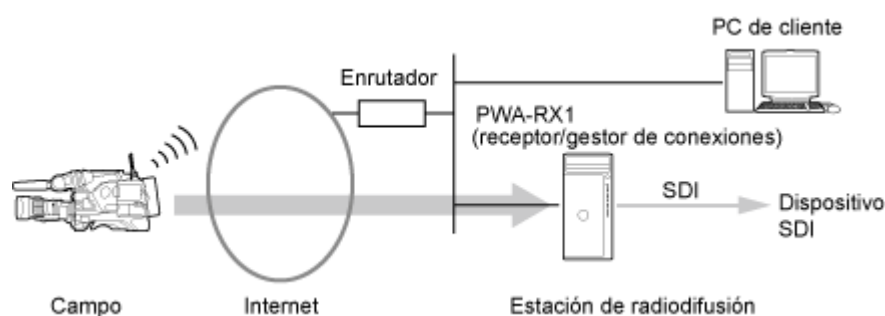 PC de cliente
Enrutador
PWA-RX1
(receptor/gestor de conexiones)
SDI
Dispositivo
SDI
Campo
Internet
Estación de radiodifusión